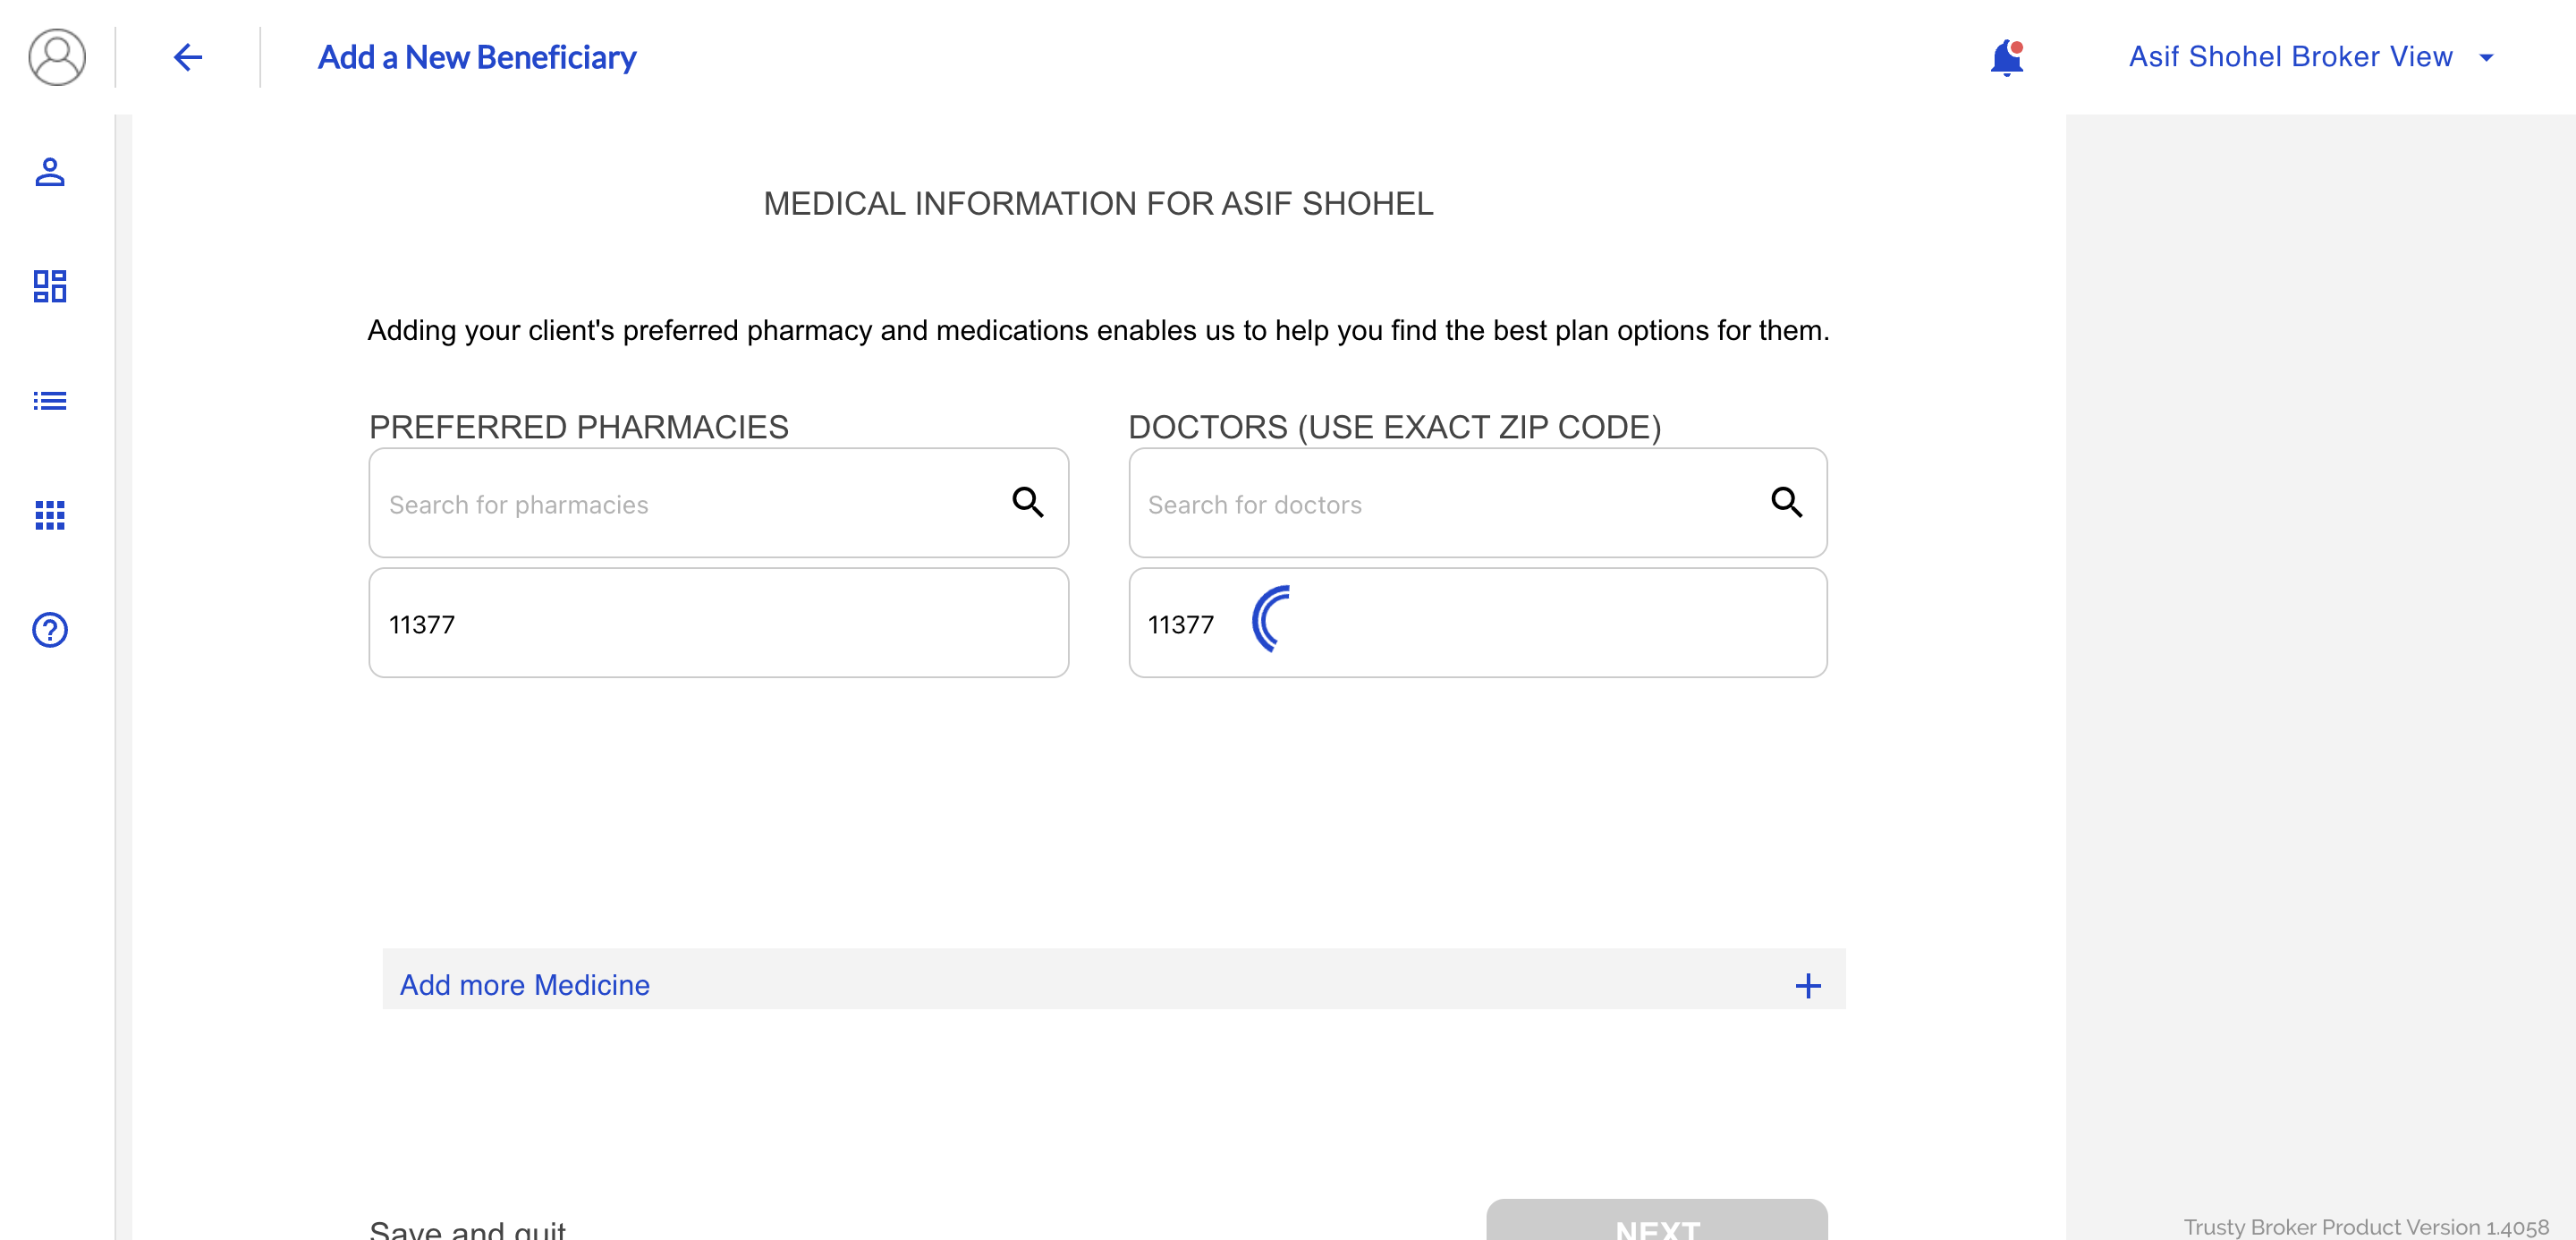 Add a New Beneficiary
Asif Shohel Broker View
MEDICAL INFORMATION FOR ASIF SHOHEL
Adding your client's preferred pharmacy and medications enables us to help you find the best plan options for them.
PREFERRED PHARMACIES
DOCTORS (USE EXACT ZIP CODE)
Search for pharmacies
Search for doctors
11377
11377
Add more Medicine
Save and quit
NEXT
Trusty Broker Product Version 1.4058